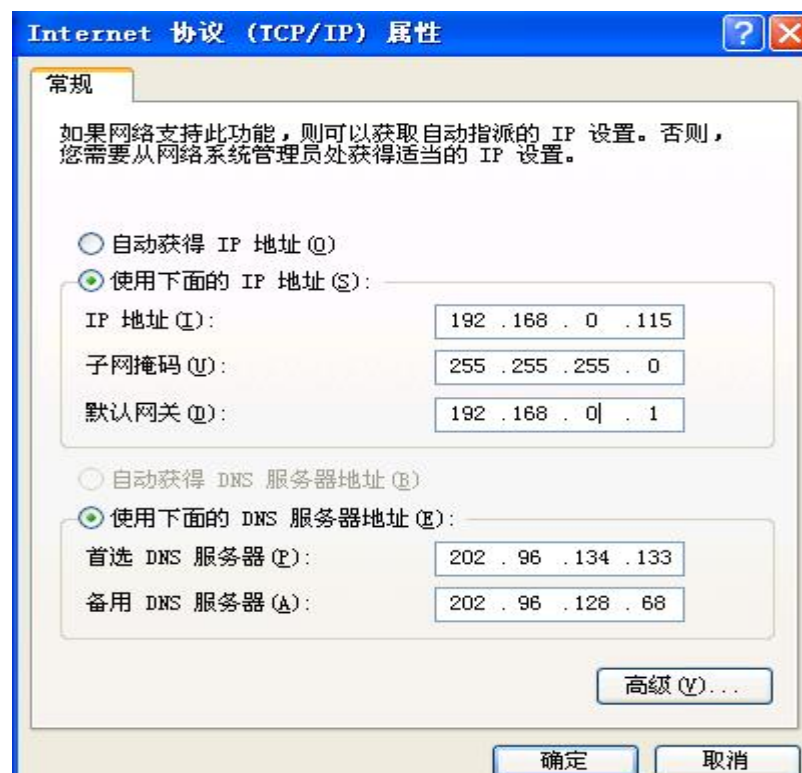 Internet 协议 (TCP/IP) 属性
常规
如果网络支持此功能，则可以获取自动指派的 IP 设置。否则，
您需要从网络系统管理员处获得适当的 IP 设置。
自动获得 IP 地址(O)
使用下面的 IP 地址(S):
IP 地址(I): 192 .168 . 0 .115
子网掩码(U): 255 .255 .255 . 0
默认网关(D): 192 .168 . 0 . 1
自动获得 DNS 服务器地址(B)
使用下面的 DNS 服务器地址(E):
首选 DNS 服务器(P): 202 . 96 .134 .133
备用 DNS 服务器(A): 202 . 96 .128 . 68
高级(V)...
确定 取消